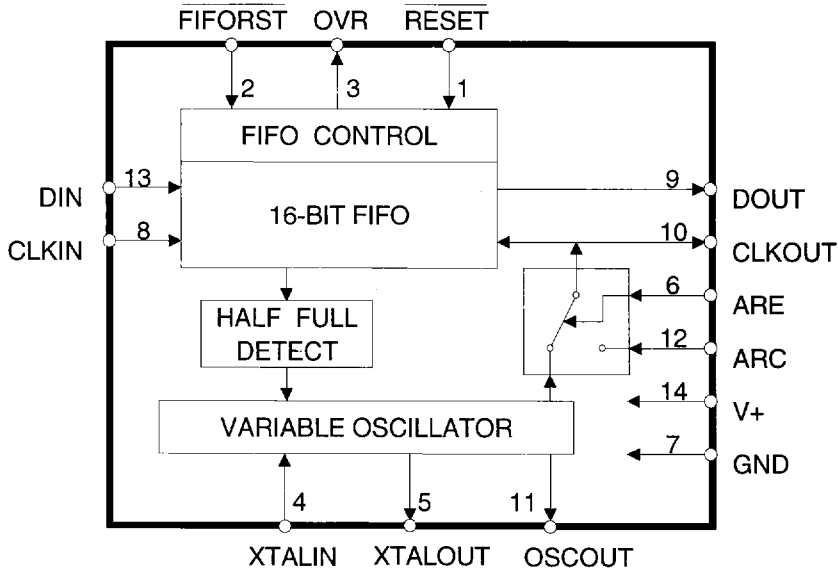 FIFORST OVR RESET
2 3 1
FIFO CONTROL
DIN 13 9 DOUT
16-BIT FIFO
CLKIN 8 10 CLKOUT
6 ARE
HALF FULL
DETECT
12 ARC
14 V+
VARIABLE OSCILLATOR
7 GND
4 5 11
XTALIN XTALOUT OSCOUT